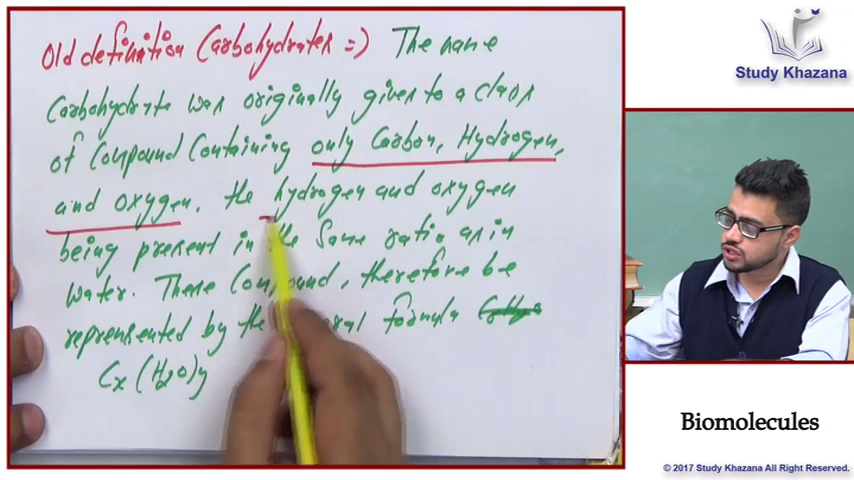 Old definition Carbohydrates => The name
Carbohydrate was originally given to a class
of Compound Containing only Carbon, Hydrogen,
and oxygen. the hydrogen and oxygen
being present in the Same ratio as in
water. These Compound, therefore be
reprensented by the formula
Cx (H2O)y
Study Khazana
Biomolecules
© 2017 Study Khazana All Right Reserved.